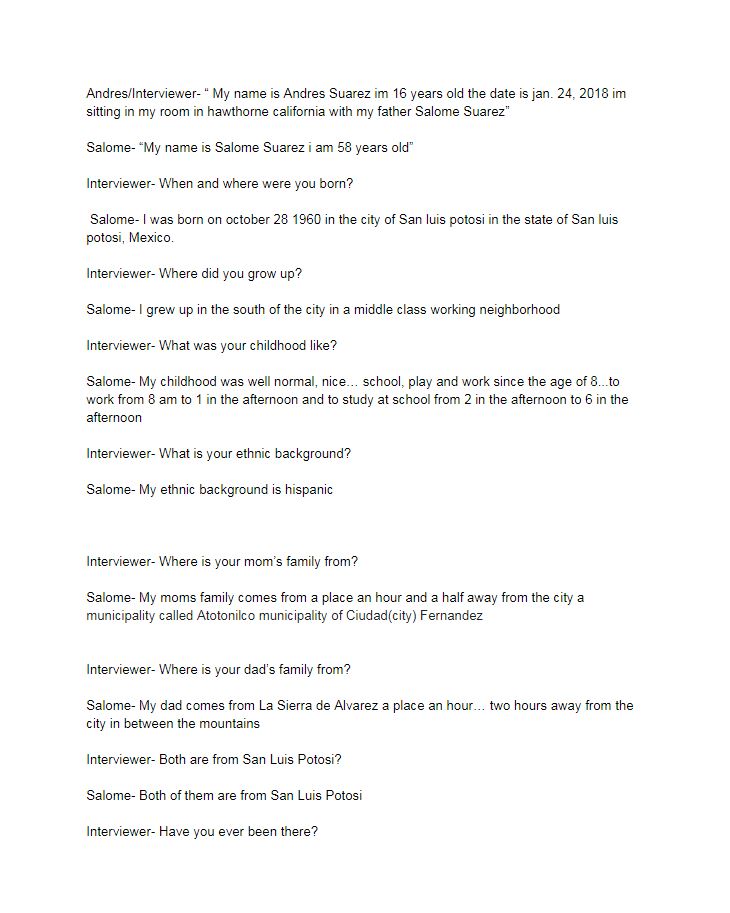 Andres/Interviewer- “ My name is Andres Suarez im 16 years old the date is jan. 24, 2018 im
sitting in my room in hawthorne california with my father Salome Suarez”
Salome- “My name is Salome Suarez i am 58 years old”
Interviewer- When and where were you born?
Salome- I was born on october 28 1960 in the city of San luis potosi in the state of San luis
potosi, Mexico.
Interviewer- Where did you grow up?
Salome- I grew up in the south of the city in a middle class working neighborhood
Interviewer- What was your childhood like?
Salome- My childhood was well normal, nice… school, play and work since the age of 8...to
work from 8 am to 1 in the afternoon and to study at school from 2 in the afternoon to 6 in the
afternoon
Interviewer- What is your ethnic background?
Salome- My ethnic background is hispanic
Interviewer- Where is your mom’s family from?
Salome- My moms family comes from a place an hour and a half away from the city a
municipality called Atotonilco municipality of Ciudad(city) Fernandez
Interviewer- Where is your dad’s family from?
Salome- My dad comes from La Sierra de Alvarez a place an hour… two hours away from the
city in between the mountains
Interviewer- Both are from San Luis Potosi?
Salome- Both of them are from San Luis Potosi
Interviewer- Have you ever been there?